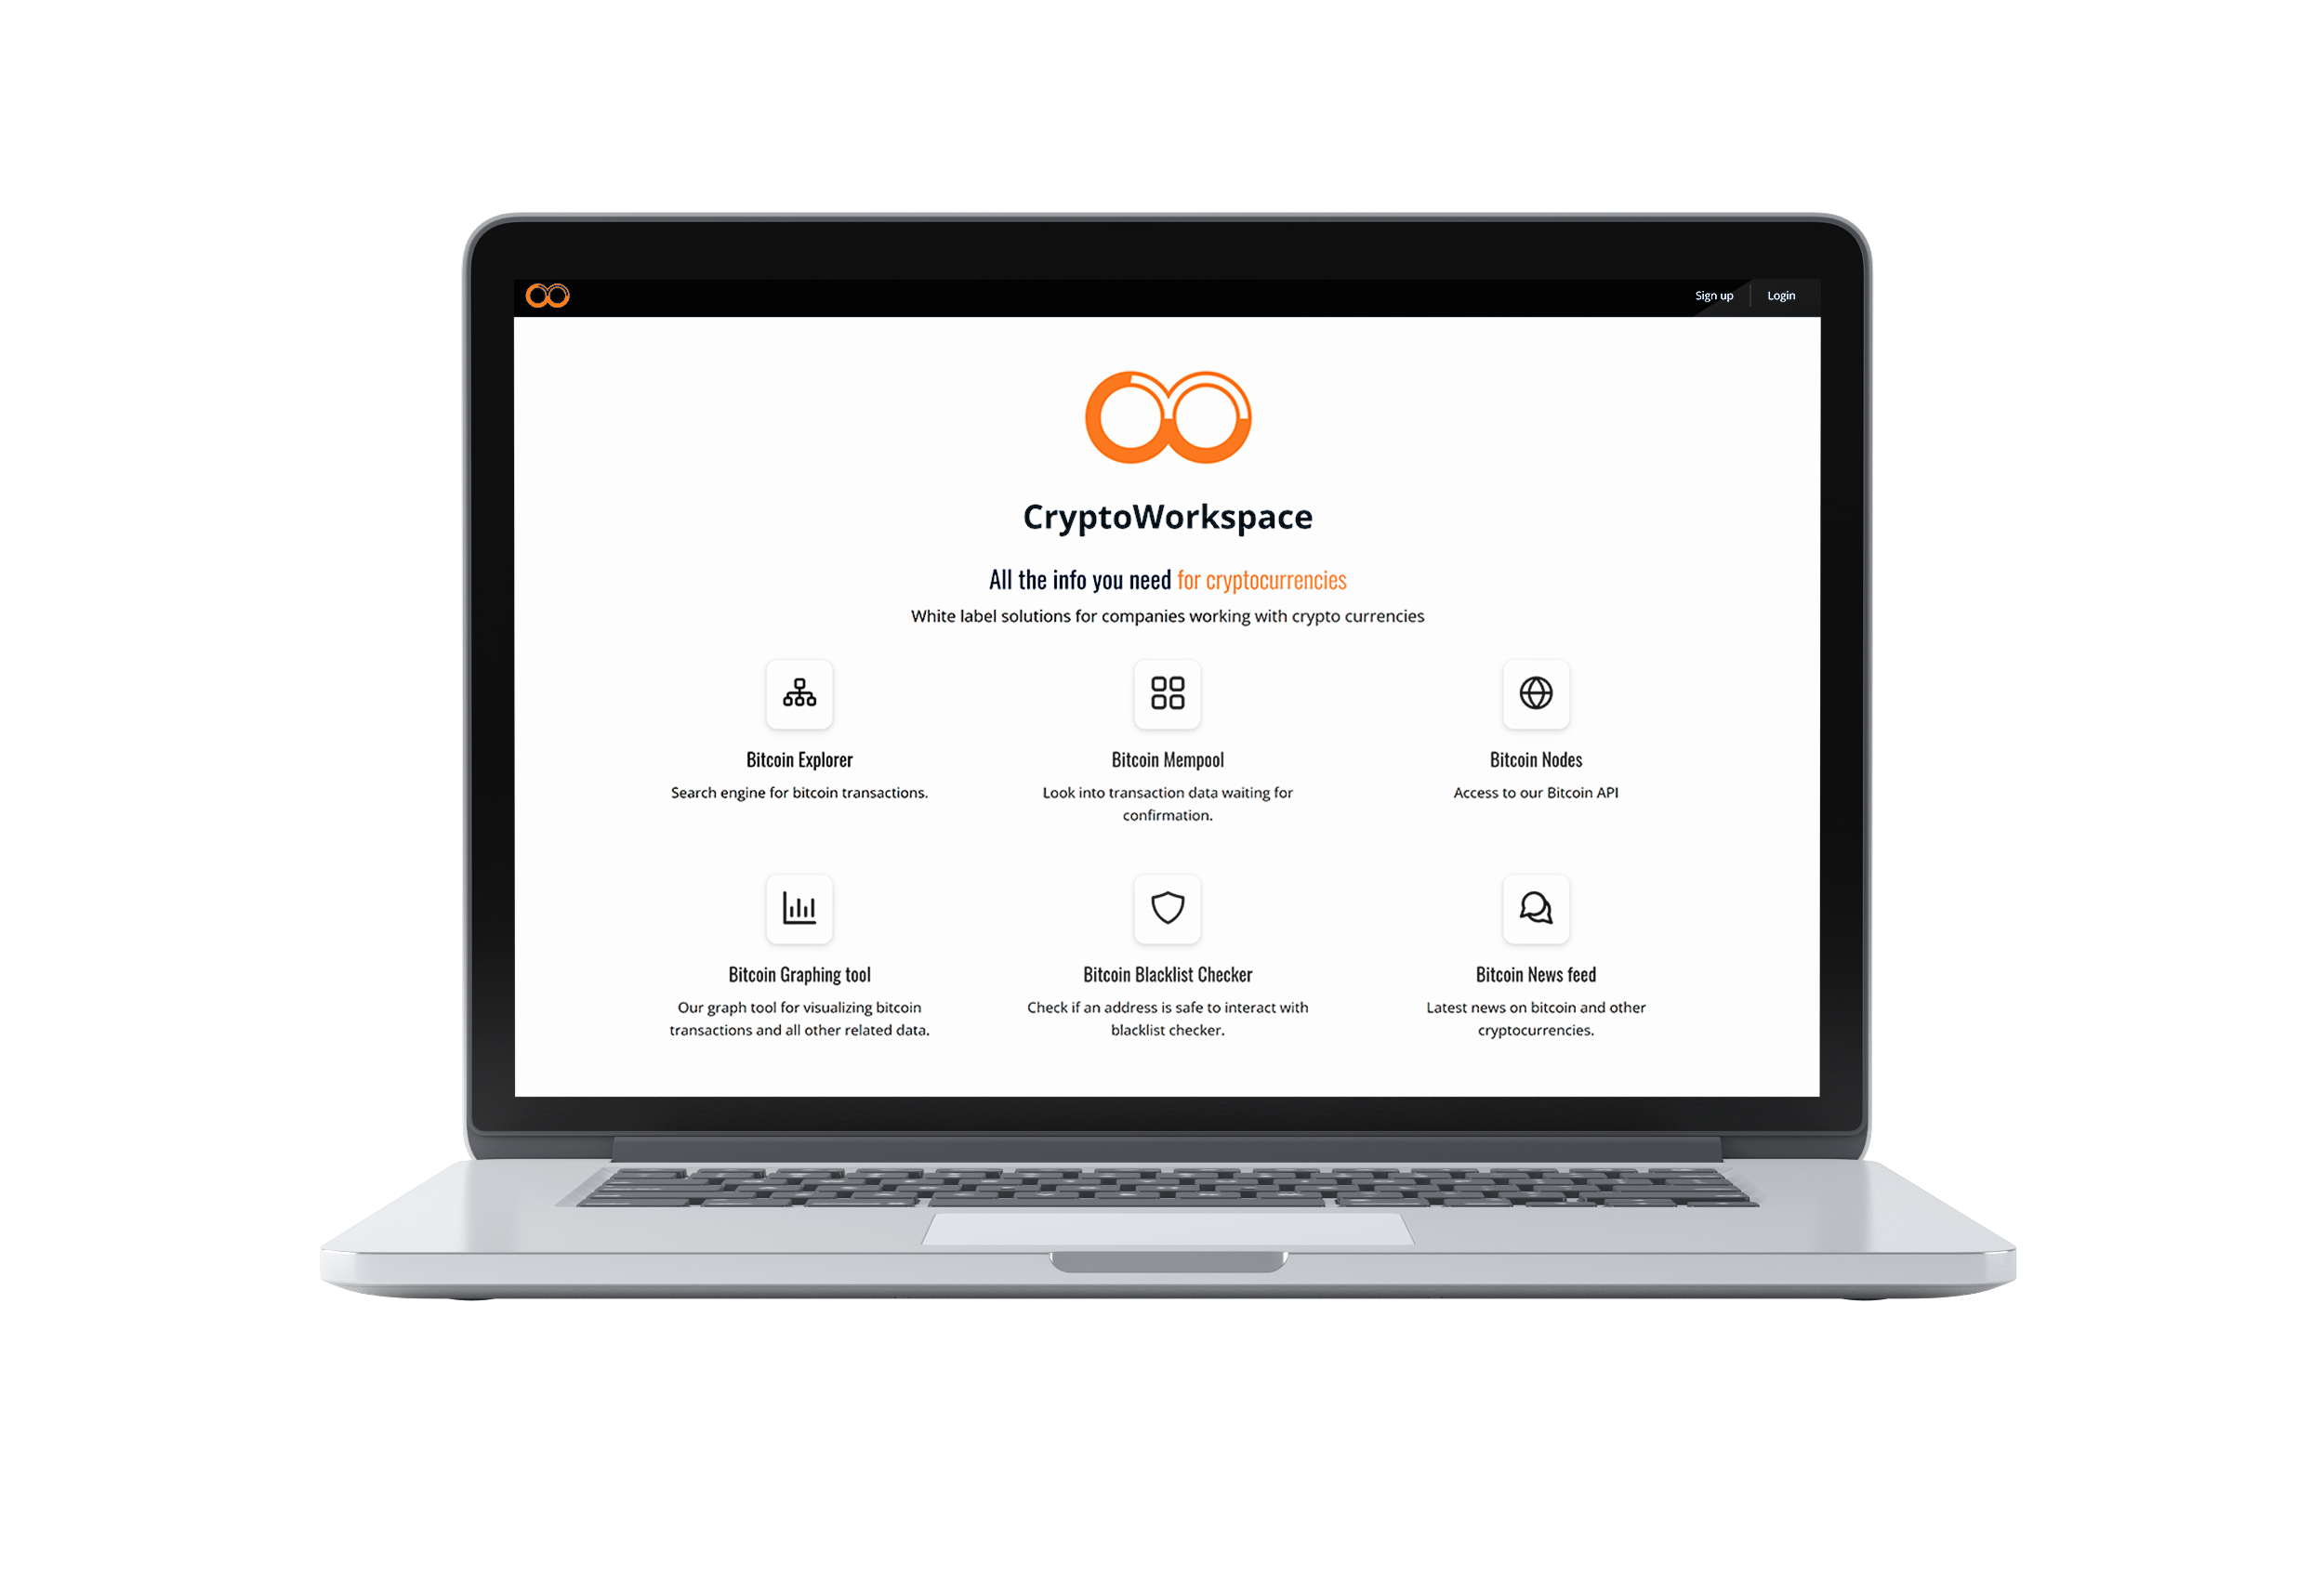 Sign up
Login
CryptoWorkspace
All the info you need for cryptocurrencies
White label solutions for companies working with crypto currencies
Bitcoin Explorer
Search engine for bitcoin transactions.
Bitcoin Mempool
Look into transaction data waiting for
confirmation.
Bitcoin Nodes
Access to our Bitcoin API
Bitcoin Graphing tool
Our graph tool for visualizing bitcoin
transactions and all other related data.
Bitcoin Blacklist Checker
Check if an address is safe to interact with
blacklist checker.
Bitcoin News feed
Latest news on bitcoin and other
cryptocurrencies.